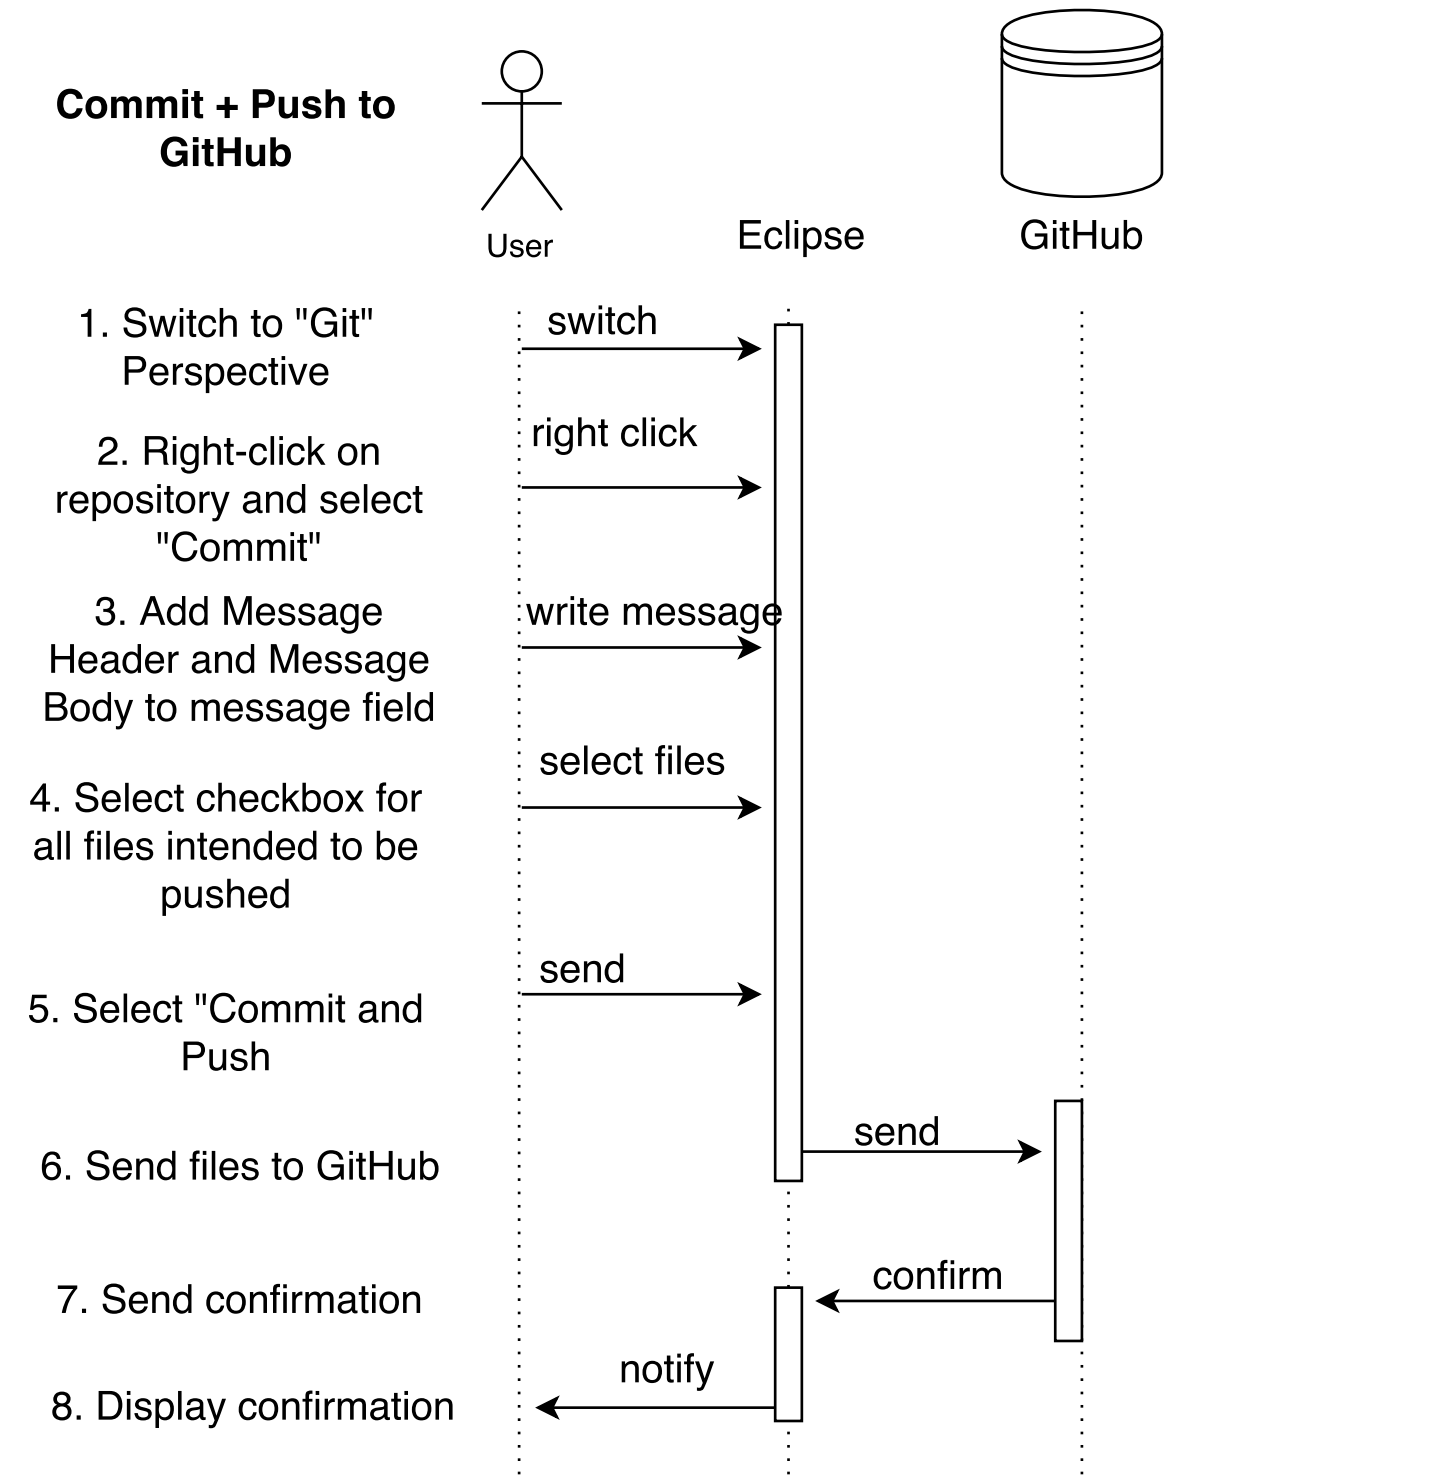 Commit + Push to
GitHub
User
Eclipse
GitHub
1. Switch to "Git"
Perspective
switch
2. Right-click on
repository and select
"Commit"
right click
3. Add Message
Header and Message
Body to message field
write message
4. Select checkbox for
all files intended to be
pushed
select files
5. Select "Commit and
Push
send
6. Send files to GitHub
send
7. Send confirmation
confirm
8. Display confirmation
notify